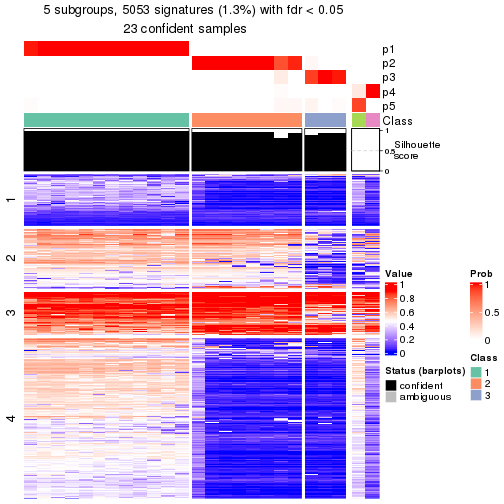 5 subgroups, 5053 signatures (1.3%) with fdr < 0.05
23 confident samples
p1
p2
p3
p4
p5
Class
1
0.5
0
Silhouette
score
1
2
3
4
Value
1
0.8
0.6
0.4
0.2
0
Prob
1
0.5
0
Status (barplots)
confident
ambiguous
Class
1
2
3